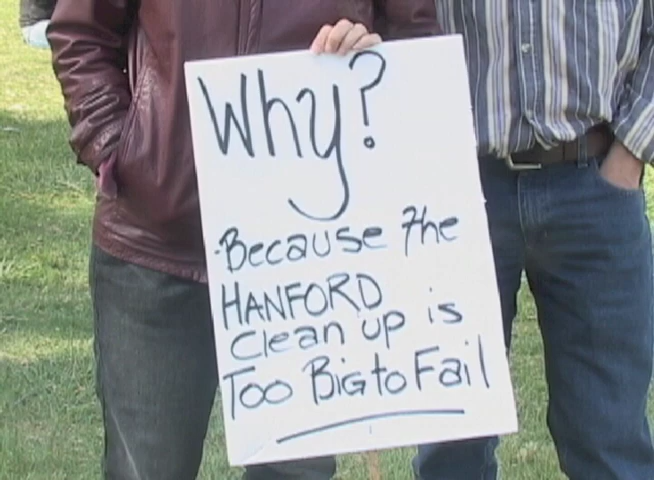 Why?
Because the
HANFORD
Clean up is
Too Big to Fail